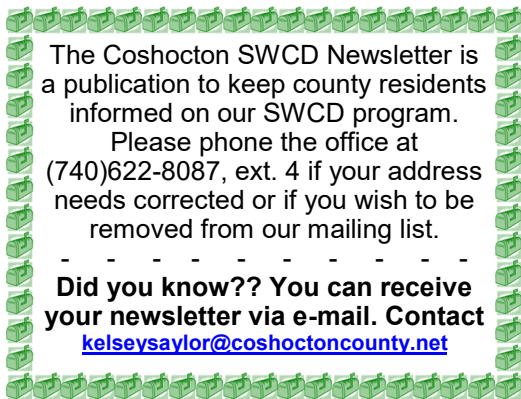 The Coshocton SWCD Newsletter is
a publication to keep county residents
informed on our SWCD program.
Please phone the office at
(740)622-8087, ext. 4 if your address
needs corrected or if you wish to be
removed from our mailing list.
- - - - - - - - - -
Did you know?? You can receive
your newsletter via e-mail. Contact
kelseysaylor@coshoctoncounty.net